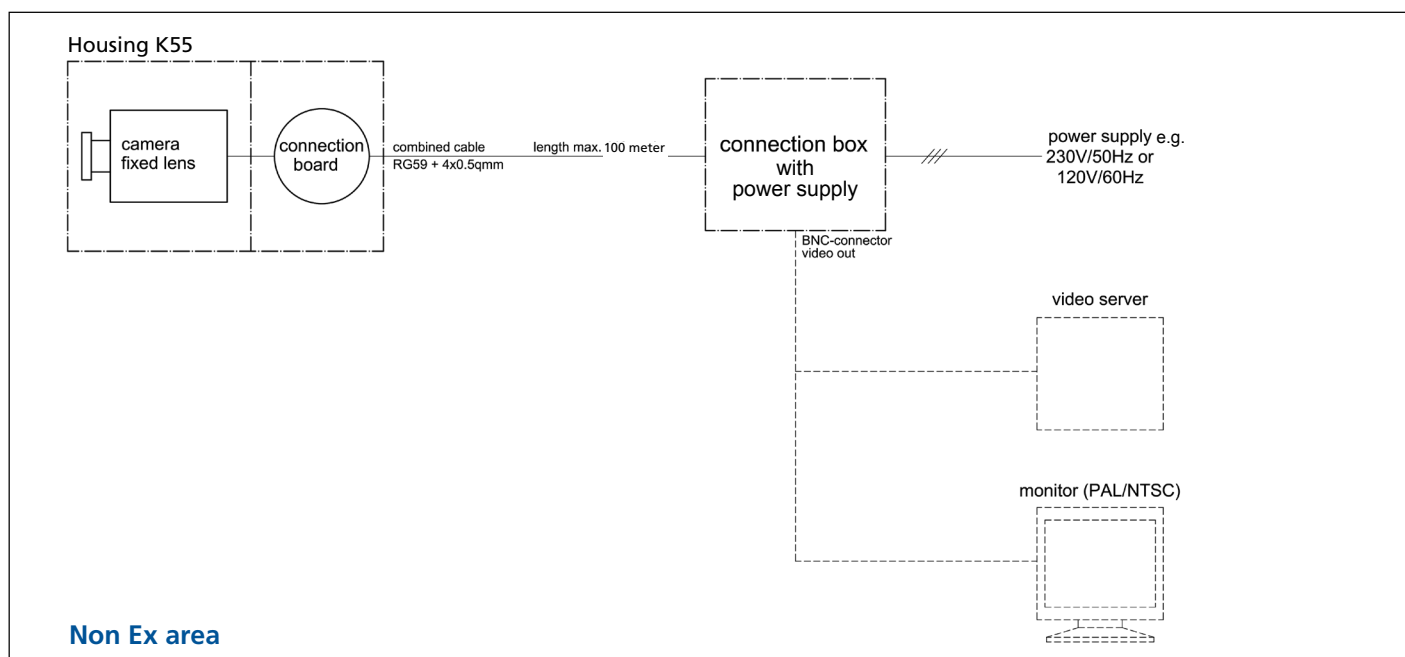 Housing K55
camera
fixed lens
connection
board
combined cable
RG59 + 4x0.5qmm
length max. 100 meter
connection box
with
power supply
power supply e.g.
230V/50Hz or
120V/60Hz
BNC-connector
video out
video server
monitor (PAL/NTSC)
Non Ex area